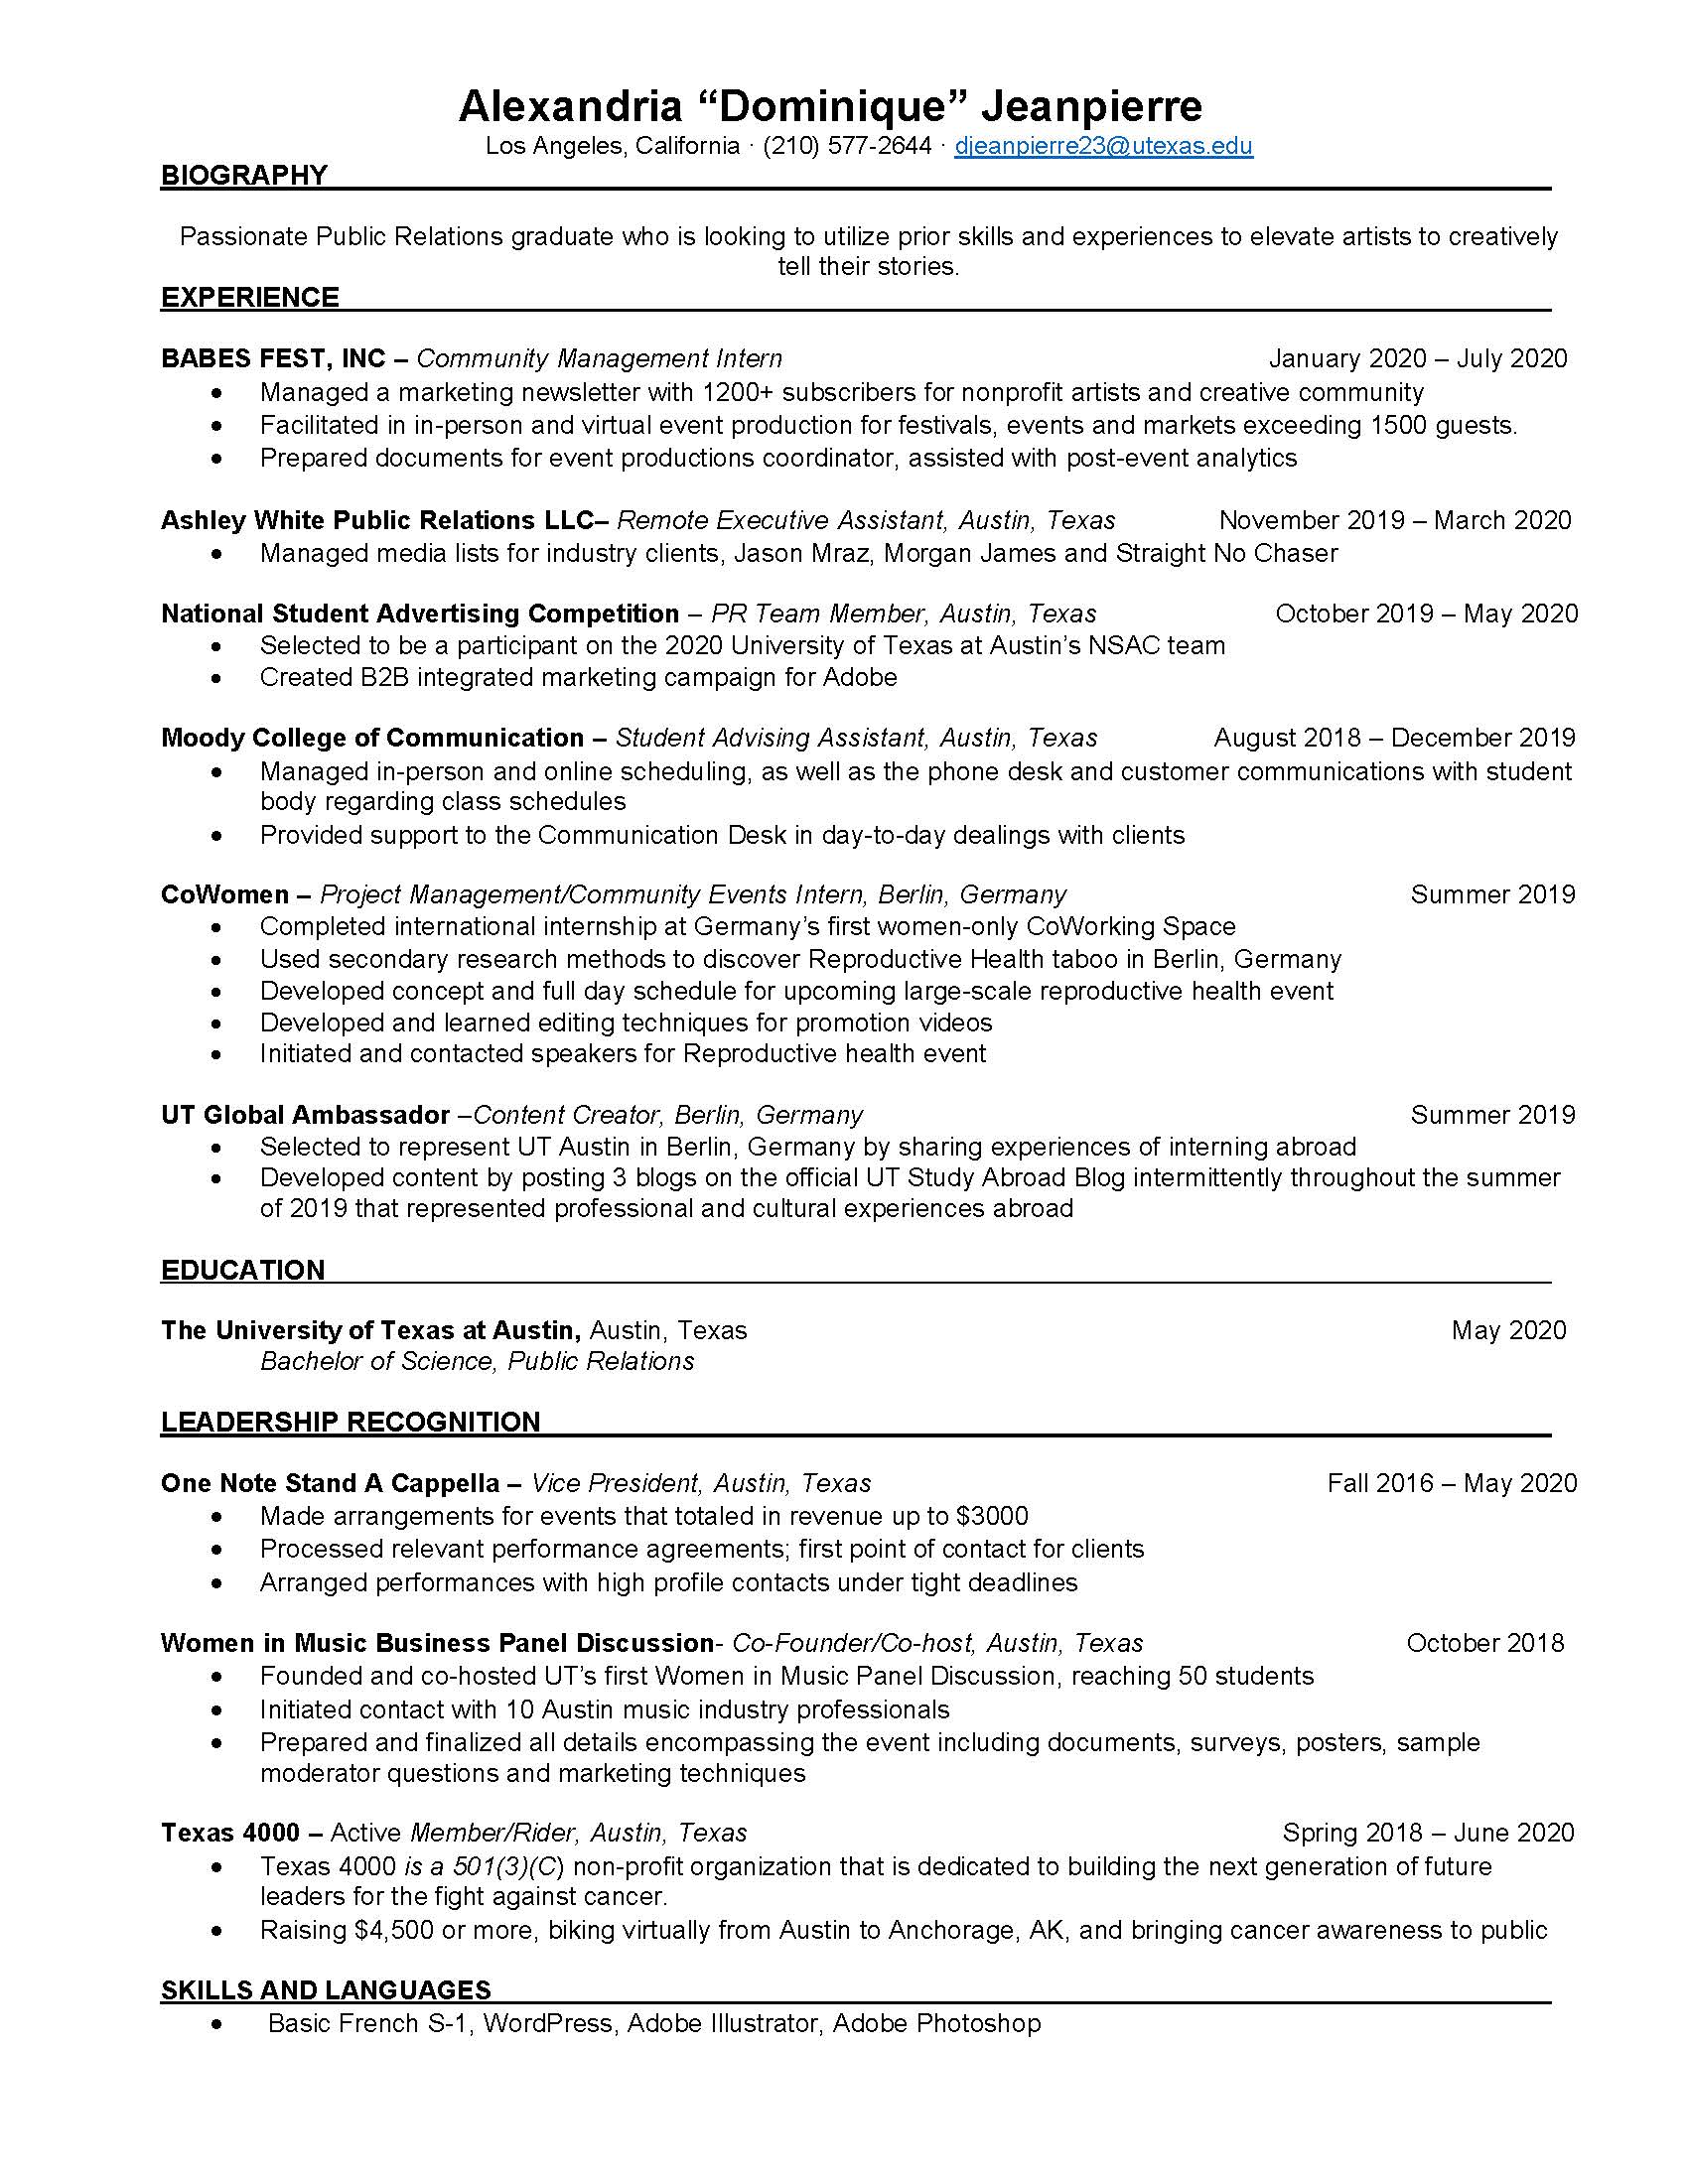 Alexandria “Dominique” Jeanpierre
Los Angeles, California · (210) 577-2644 · djeanpierre23@utexas.edu
BIOGRAPHY
Passionate Public Relations graduate who is looking to utilize prior skills and experiences to elevate artists to creatively
tell their stories.
EXPERIENCE
BABES FEST, INC – Community Management Intern January 2020 – July 2020
• Managed a marketing newsletter with 1200+ subscribers for nonprofit artists and creative community
• Facilitated in in-person and virtual event production for festivals, events and markets exceeding 1500 guests.
• Prepared documents for event productions coordinator, assisted with post-event analytics
Ashley White Public Relations LLC– Remote Executive Assistant, Austin, Texas November 2019 – March 2020
• Managed media lists for industry clients, Jason Mraz, Morgan James and Straight No Chaser
National Student Advertising Competition – PR Team Member, Austin, Texas October 2019 – May 2020
• Selected to be a participant on the 2020 University of Texas at Austin’s NSAC team
• Created B2B integrated marketing campaign for Adobe
Moody College of Communication – Student Advising Assistant, Austin, Texas August 2018 – December 2019
• Managed in-person and online scheduling, as well as the phone desk and customer communications with student
body regarding class schedules
• Provided support to the Communication Desk in day-to-day dealings with clients
CoWomen – Project Management/Community Events Intern, Berlin, Germany Summer 2019
• Completed international internship at Germany’s first women-only CoWorking Space
• Used secondary research methods to discover Reproductive Health taboo in Berlin, Germany
• Developed concept and full day schedule for upcoming large-scale reproductive health event
• Developed and learned editing techniques for promotion videos
• Initiated and contacted speakers for Reproductive health event
UT Global Ambassador –Content Creator, Berlin, Germany Summer 2019
• Selected to represent UT Austin in Berlin, Germany by sharing experiences of interning abroad
• Developed content by posting 3 blogs on the official UT Study Abroad Blog intermittently throughout the summer
of 2019 that represented professional and cultural experiences abroad
EDUCATION
The University of Texas at Austin, Austin, Texas May 2020
Bachelor of Science, Public Relations
LEADERSHIP RECOGNITION
One Note Stand A Cappella – Vice President, Austin, Texas Fall 2016 – May 2020
• Made arrangements for events that totaled in revenue up to $3000
• Processed relevant performance agreements; first point of contact for clients
• Arranged performances with high profile contacts under tight deadlines
Women in Music Business Panel Discussion- Co-Founder/Co-host, Austin, Texas October 2018
• Founded and co-hosted UT’s first Women in Music Panel Discussion, reaching 50 students
• Initiated contact with 10 Austin music industry professionals
• Prepared and finalized all details encompassing the event including documents, surveys, posters, sample
moderator questions and marketing techniques
Texas 4000 – Active Member/Rider, Austin, Texas Spring 2018 – June 2020
• Texas 4000 is a 501(3)(C) non-profit organization that is dedicated to building the next generation of future
leaders for the fight against cancer.
• Raising $4,500 or more, biking virtually from Austin to Anchorage, AK, and bringing cancer awareness to public
SKILLS AND LANGUAGES
• Basic French S-1, WordPress, Adobe Illustrator, Adobe Photoshop